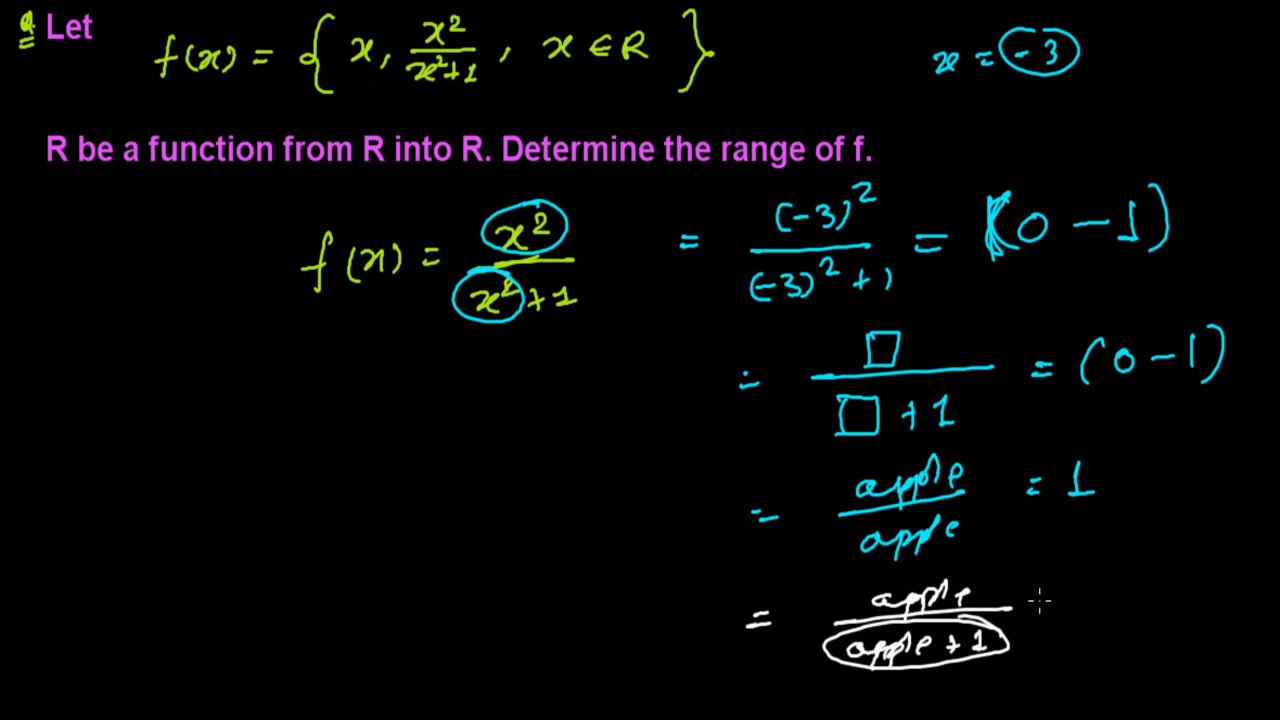 Q Let
f(x) = { x, x²/x²+1 , x ∈ R }
x = -3
R be a function from R into R. Determine the range of f.
f(x) = x²/x²+1 = (-3)²/(-3)²+1 = (0 - 1)
= □/□+1 = (0 - 1)
= apple/apple = 1
= apple/apple + 1